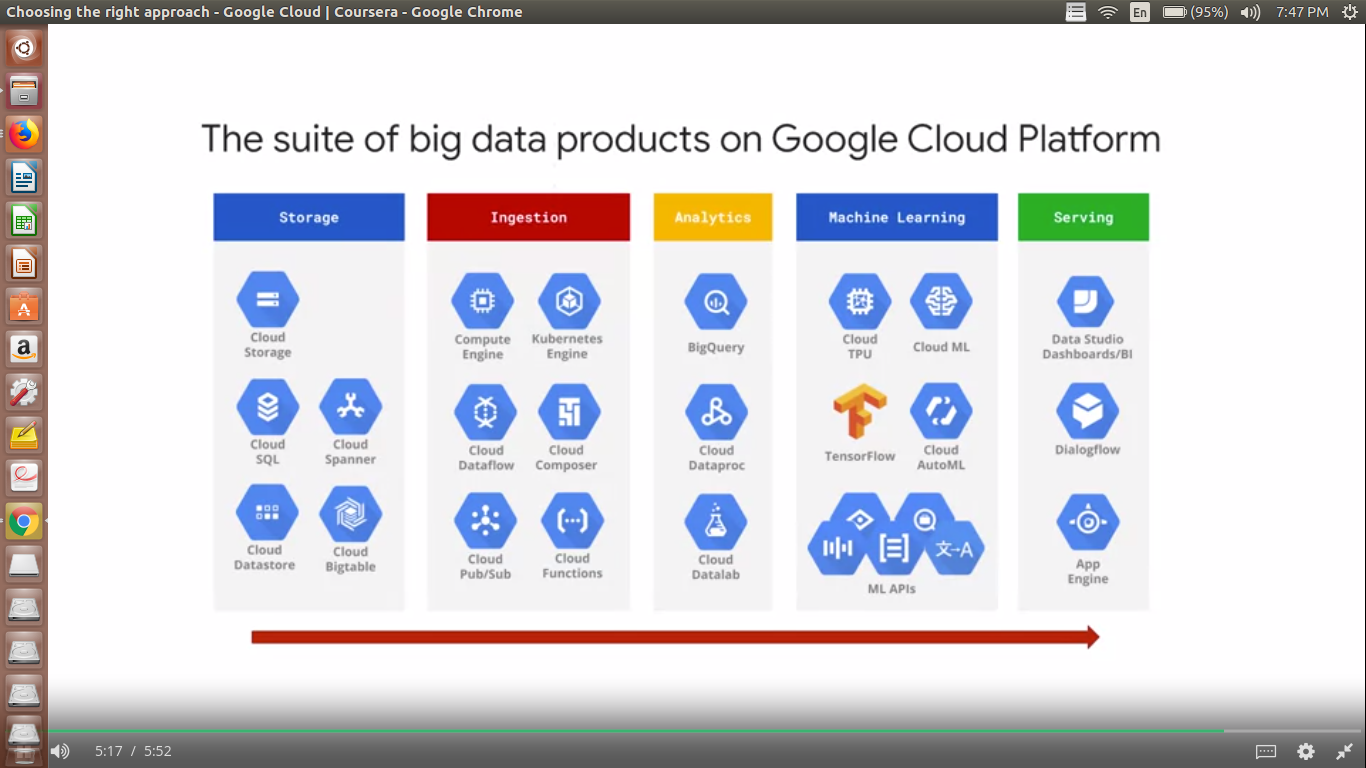 Choosing the right approach - Google Cloud | Coursera - Google Chrome
En
(95%)
7:47 PM
The suite of big data products on Google Cloud Platform
Storage
Cloud
Storage
Cloud
SQL
Cloud
Spanner
Cloud
Datastore
Cloud
Bigtable
Ingestion
Compute
Engine
Kubernetes
Engine
Cloud
Dataflow
Cloud
Composer
Cloud
Pub/Sub
Cloud
Functions
Analytics
BigQuery
Cloud
Dataproc
Cloud
Datalab
Machine Learning
Cloud
TPU
Cloud ML
TensorFlow
Cloud
AutoML
文→A
ML APIs
Serving
Data Studio
Dashboards/BI
Dialogflow
App
Engine
a
5:17 / 5:52